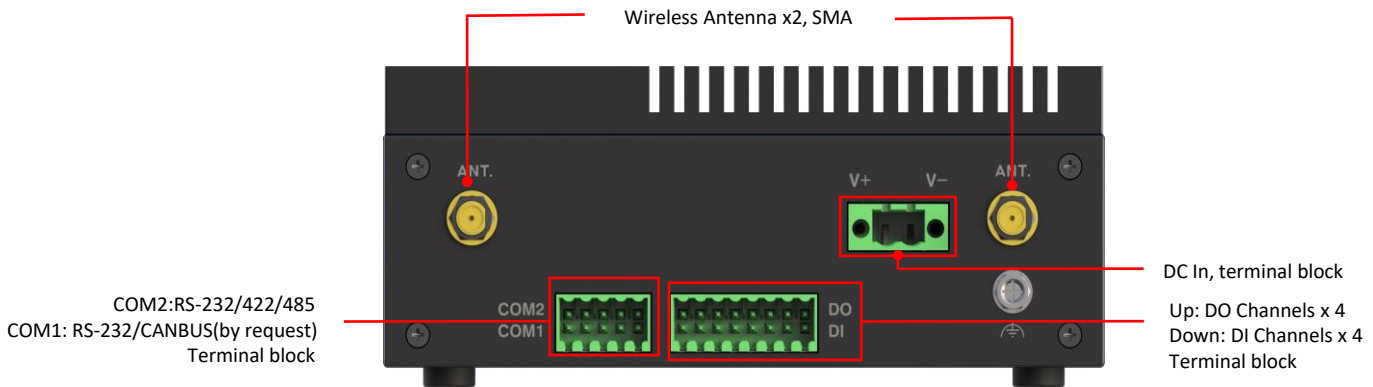 Wireless Antenna x2, SMA
ANT.
V+ V-
ANT.
DC In, terminal block
COM2:RS-232/422/485
COM1: RS-232/CANBUS(by request)
Terminal block
COM2
COM1
DO
DI
Up: DO Channels x 4
Down: DI Channels x 4
Terminal block